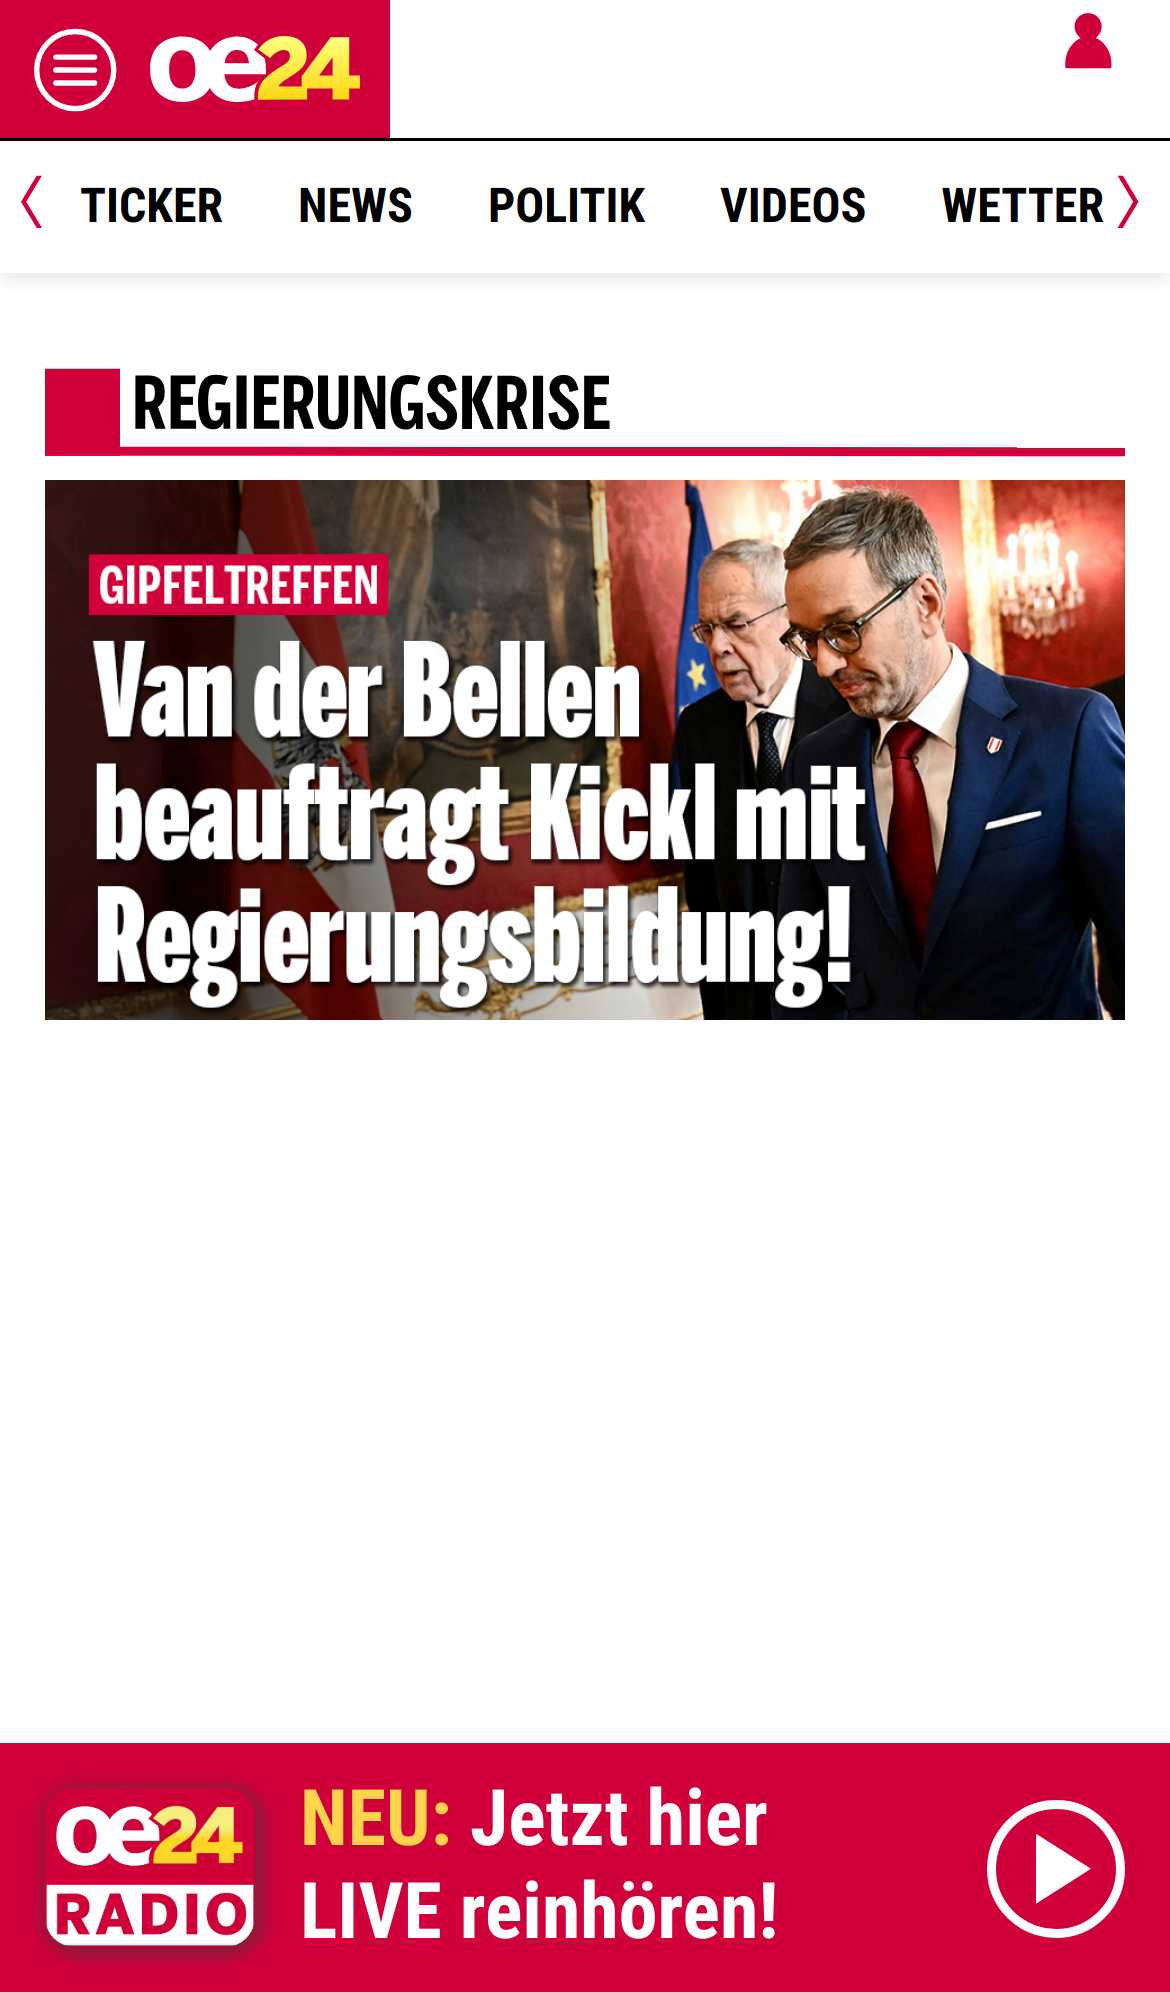 oe24
TICKER NEWS POLITIK VIDEOS WETTER
REGIERUNGSKRISE
GIPFELTREFFEN
Van der Bellen
beauftragt Kickl mit
Regierungsbildung!
oe24
RADIO
NEU: Jetzt hier
LIVE reinhören!